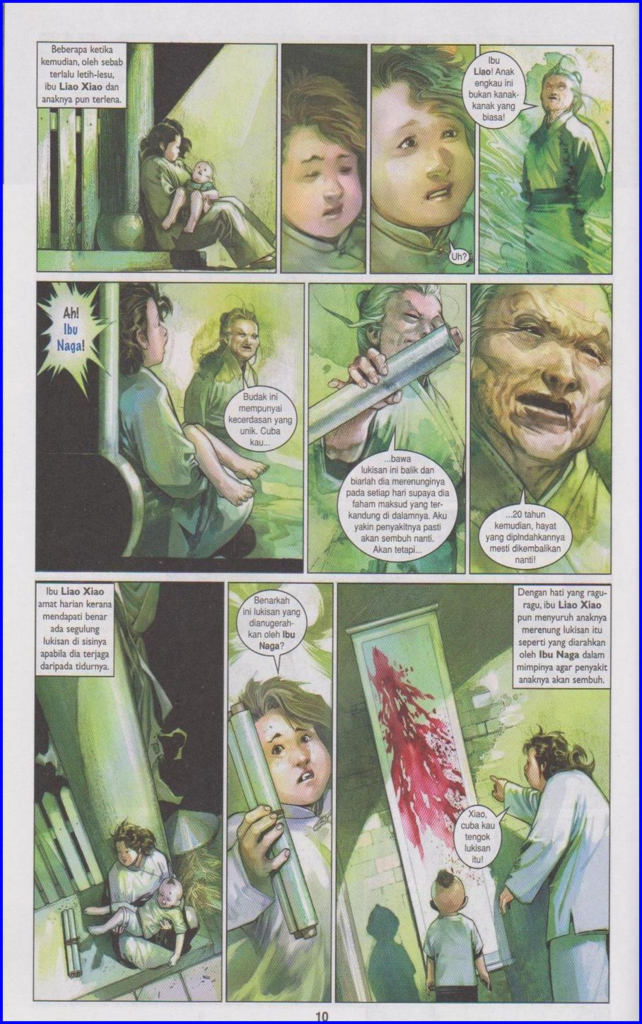 Beberapa ketika
kemudian, oleh sebab
terlalu letih-lesu,
ibu Liao Xiao dan
anaknya pun terlena.
Uh?
Ibu
Liao! Anak
engkau ini
bukan kanak-
kanak yang
biasa!
Ah!
Ibu
Naga!
Budak ini
mempunyai
kecerdasan yang
unik. Cuba
kau...
...bawa
lukisan ini balik dan
biarlah dia merenunginya
pada setiap hari supaya dia
faham maksud yang ter-
kandung di dalamnya. Aku
yakin penyakitnya pasti
akan sembuh nanti.
Akan tetapi...
...20 tahun
kemudian, hayat
yang dipIndahkannya
mesti dikembalikan
nanti!
Ibu Liao Xiao
amat harian kerana
mendapati benar
ada segulung
lukisan di sisinya
apabila dia terjaga
daripada tidurnya.
Benarkah
ini lukisan yang
dianugerah-
kan oleh Ibu
Naga?
Dengan hati yang ragu-
ragu, ibu Liao Xiao
pun menyuruh anaknya
merenung lukisan itu
seperti yang diarahkan
oleh Ibu Naga dalam
mimpinya agar penyakit
anaknya akan sembuh.
Xiao,
cuba kau
tengok
lukisan
itu!
10